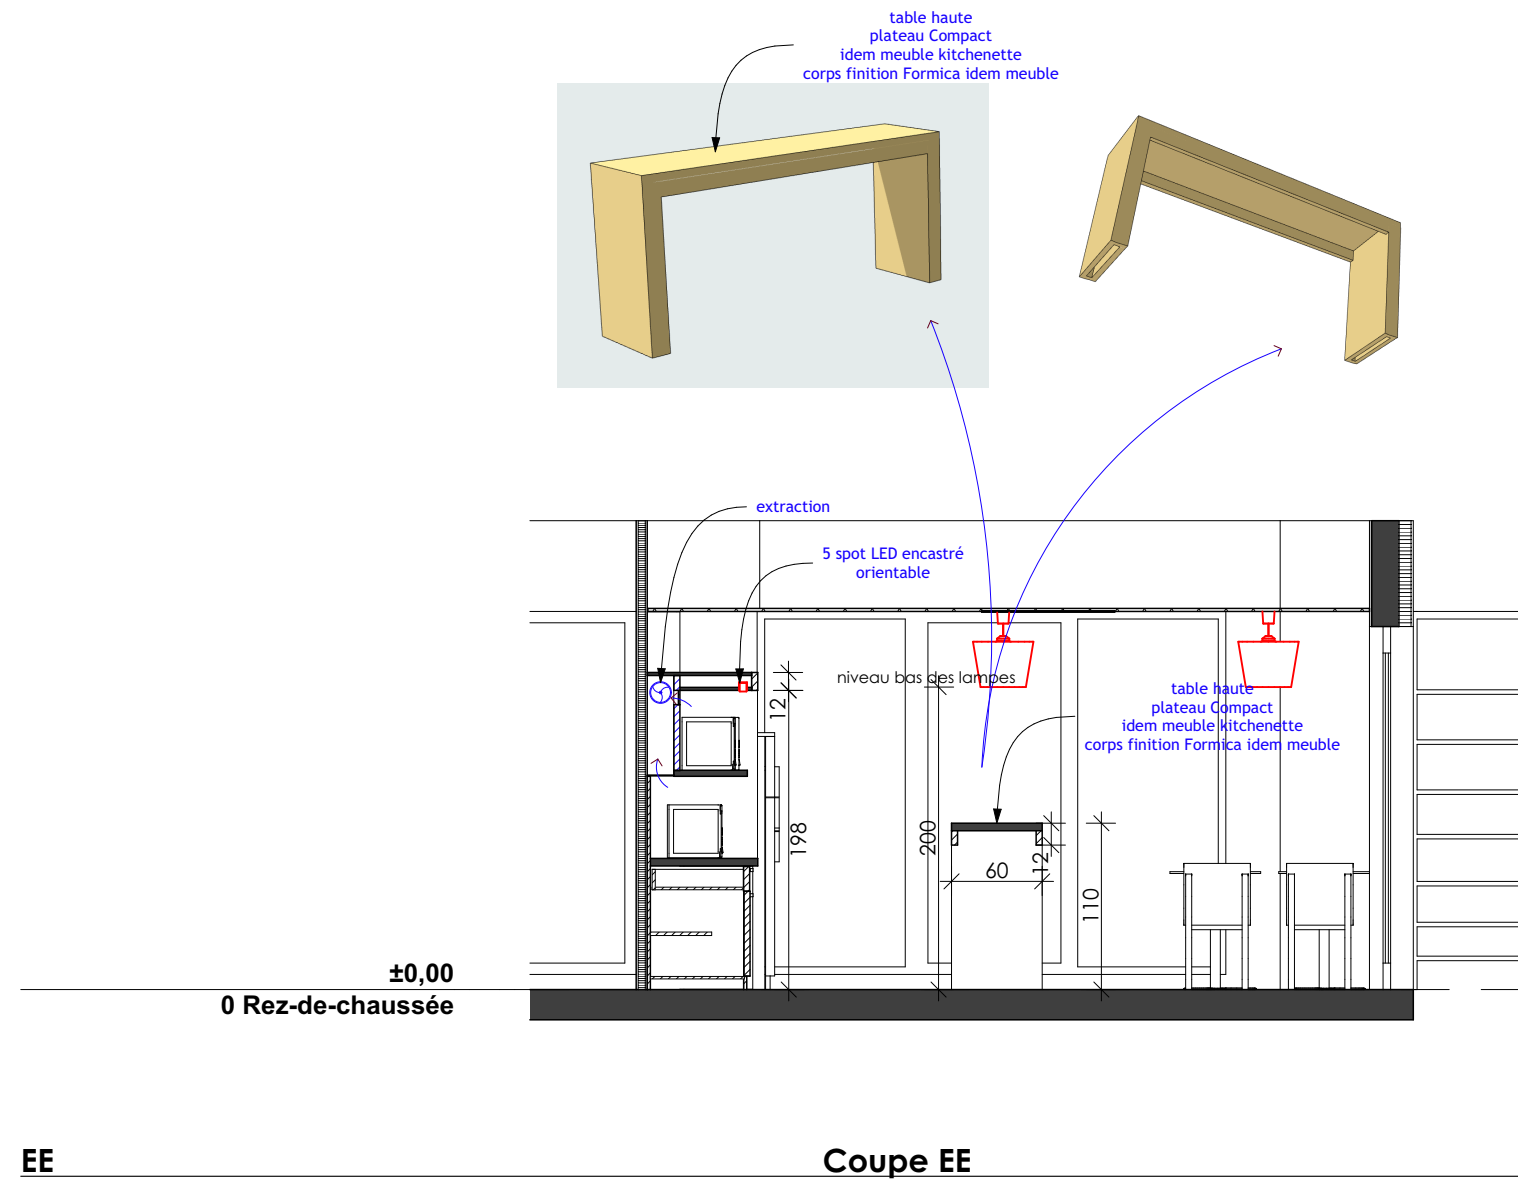 table haute
plateau Compact
idem meuble kitchenette
corps finition Formica idem meuble
extraction
5 spot LED encastré
orientable
niveau bas des lampes
table haute
plateau Compact
idem meuble kitchenette
corps finition Formica idem meuble
12
198
200
60
12
110
±0,00
0 Rez-de-chaussée
EE
Coupe EE